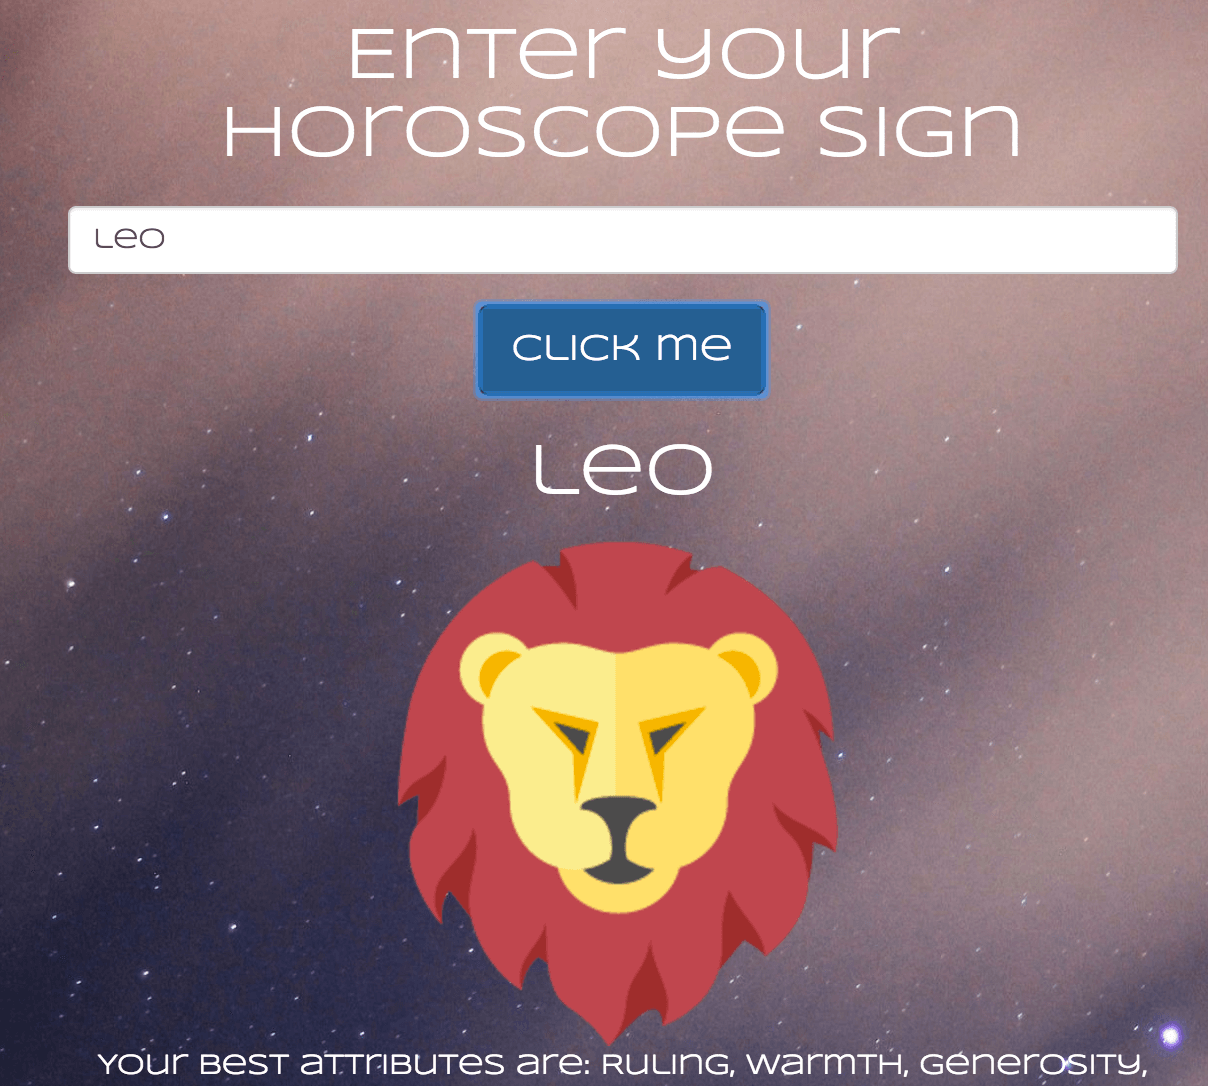 Enter your
Horoscope Sign
Leo
Click me
Leo
Your best attributes are: Ruling, warmth, generosity,